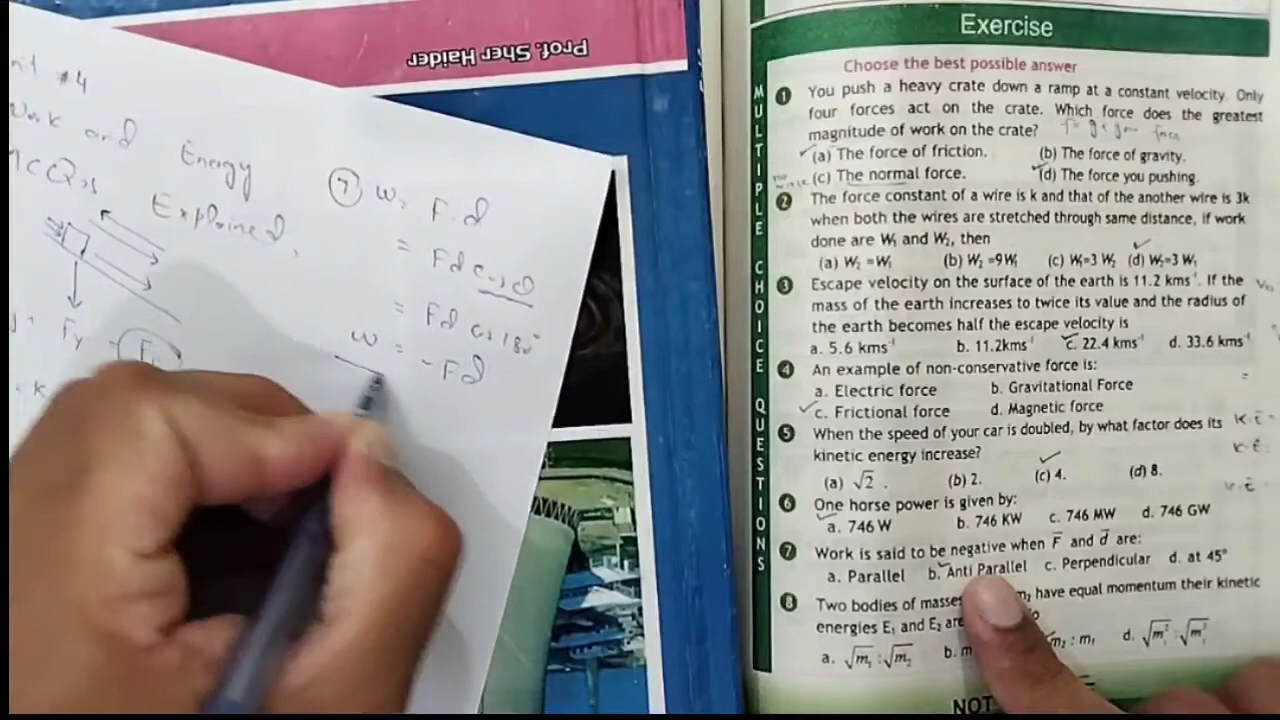 Prof. Sher Haider
#4
Work and Energy
MCQ,s Explained,
Fy
7 W = F.d
= Fd cosθ
= Fd cos 180°
W = -Fd
Exercise
MULTIPLE CHOICE QUESTIONS
Choose the best possible answer
1 You push a heavy crate down a ramp at a constant velocity. Only
four forces act on the crate. Which force does the greatest
magnitude of work on the crate?
(a) The force of friction. (b) The force of gravity.
(c) The normal force. (d) The force you pushing.
2 The force constant of a wire is k and that of the another wire is 3k
when both the wires are stretched through same distance, if work
done are W₁ and W₂, then
(a) W₂ =W₁ (b) W₂ =9W₁ (c) W₁=3 W₂ (d) W₂=3 W₁
3 Escape velocity on the surface of the earth is 11.2 kms⁻¹. If the
mass of the earth increases to twice its value and the radius of
the earth becomes half the escape velocity is
a. 5.6 kms⁻¹ b. 11.2kms⁻¹ c. 22.4 kms⁻¹ d. 33.6 kms⁻¹
4 An example of non-conservative force is:
a. Electric force b. Gravitational Force
c. Frictional force d. Magnetic force
5 When the speed of your car is doubled, by what factor does its
kinetic energy increase?
(a) √2 . (b) 2. (c) 4. (d) 8.
6 One horse power is given by:
a. 746 W b. 746 KW c. 746 MW d. 746 GW
7 Work is said to be negative when F⃗ and d⃗ are:
a. Parallel b. Anti Parallel c. Perpendicular d. at 45°
8 Two bodies of masses m₂ have equal momentum their kinetic
energies E₁ and E₂ are
a. √m₁ : √m₂ b. m m₂ : m₁ d.
NOT